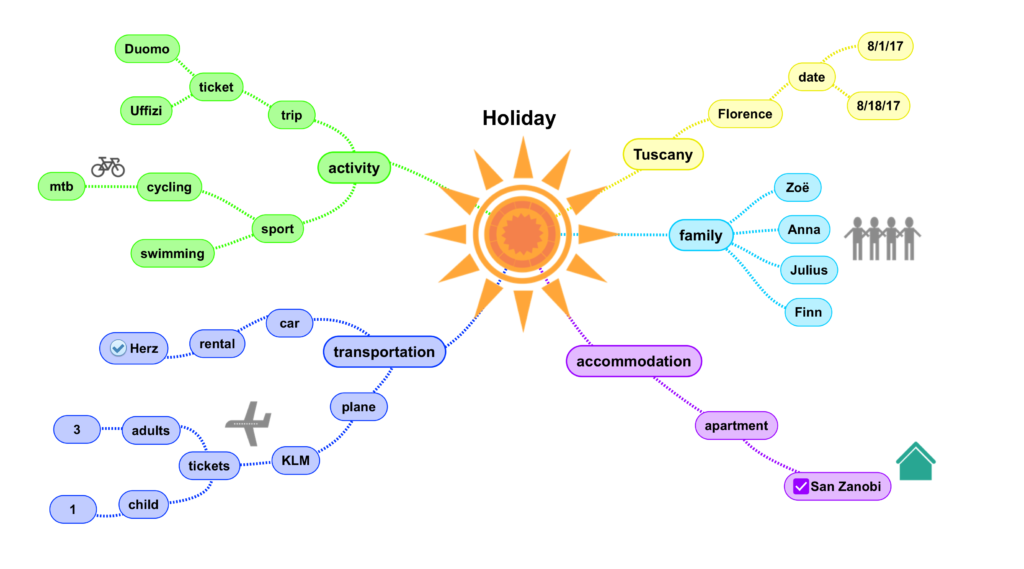 Holiday
Duomo
ticket
Uffizi
trip
activity
mtb
cycling
sport
swimming
8/1/17
date
8/18/17
Florence
Tuscany
Zoë
family
Anna
Julius
Finn
car
rental
Herz
transportation
plane
3
adults
tickets
KLM
child
1
accommodation
apartment
San Zanobi